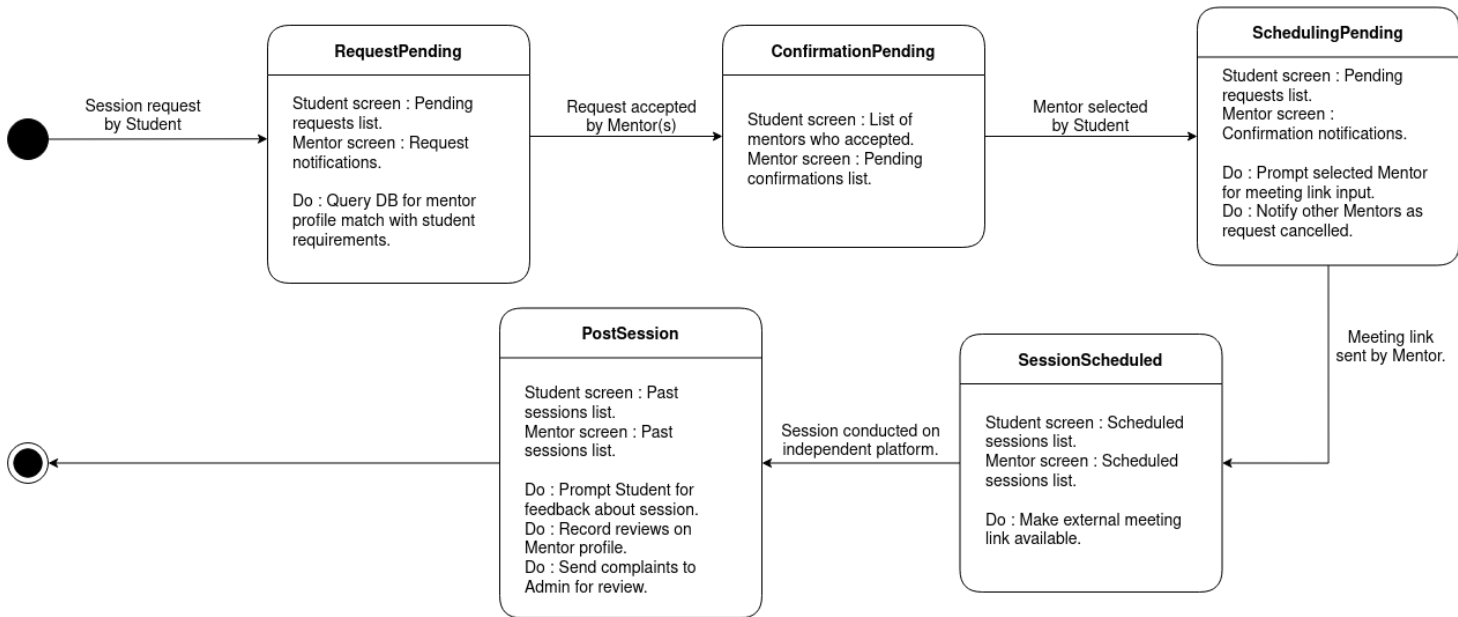 Session request
by Student
RequestPending
Student screen : Pending
requests list.
Mentor screen : Request
notifications.
Do : Query DB for mentor
profile match with student
requirements.
Request accepted
by Mentor(s)
ConfirmationPending
Student screen : List of
mentors who accepted.
Mentor screen : Pending
confirmations list.
Mentor selected
by Student
SchedulingPending
Student screen : Pending
requests list.
Mentor screen :
Confirmation notifications.
Do : Prompt selected Mentor
for meeting link input.
Do : Notify other Mentors as
request cancelled.
Meeting link
sent by Mentor.
SessionScheduled
Student screen : Scheduled
sessions list.
Mentor screen : Scheduled
sessions list.
Do : Make external meeting
link available.
Session conducted on
independent platform.
PostSession
Student screen : Past
sessions list.
Mentor screen : Past
sessions list.
Do : Prompt Student for
feedback about session.
Do : Record reviews on
Mentor profile.
Do : Send complaints to
Admin for review.